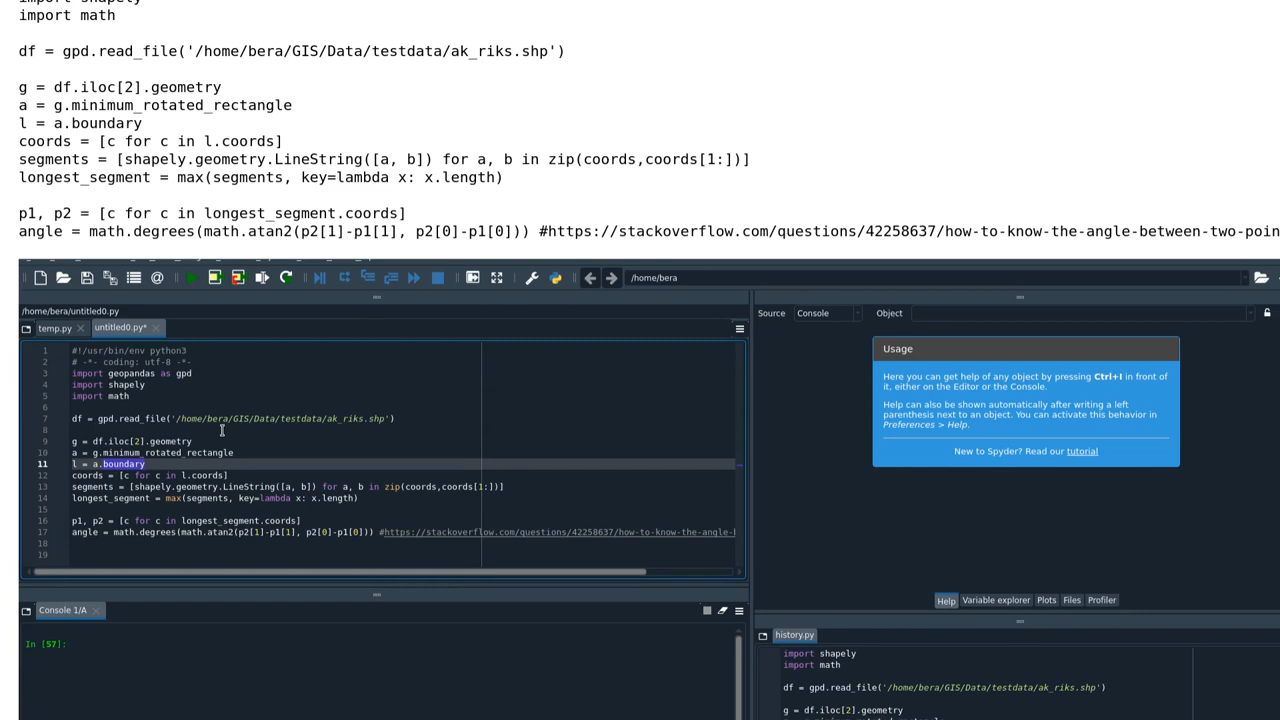 import shapely
import math
df = gpd.read_file('/home/bera/GIS/Data/testdata/ak_riks.shp')
g = df.iloc[2].geometry
a = g.minimum_rotated_rectangle
l = a.boundary
coords = [c for c in l.coords]
segments = [shapely.geometry.LineString([a, b]) for a, b in zip(coords,coords[1:])]
longest_segment = max(segments, key=lambda x: x.length)
p1, p2 = [c for c in longest_segment.coords]
angle = math.degrees(math.atan2(p2[1]-p1[1], p2[0]-p1[0])) #https://stackoverflow.com/questions/42258637/how-to-know-the-angle-between-two-poin
/home/bera
/home/bera/untitled0.py
temp.py
untitled0.py*
1 #!/usr/bin/env python3
2 # -*- coding: utf-8 -*-
3 import geopandas as gpd
4 import shapely
5 import math
6
7 df = gpd.read_file('/home/bera/GIS/Data/testdata/ak_riks.shp')
8
9 g = df.iloc[2].geometry
10 a = g.minimum_rotated_rectangle
11 l = a.boundary
12 coords = [c for c in l.coords]
13 segments = [shapely.geometry.LineString([a, b]) for a, b in zip(coords,coords[1:])]
14 longest_segment = max(segments, key=lambda x: x.length)
15
16 p1, p2 = [c for c in longest_segment.coords]
17 angle = math.degrees(math.atan2(p2[1]-p1[1], p2[0]-p1[0])) #https://stackoverflow.com/questions/42258637/how-to-know-the-angle-
18
19
Source Console Object
Usage
Here you can get help of any object by pressing Ctrl+I in front of
it, either on the Editor or the Console.
Help can also be shown automatically after writing a left
parenthesis next to an object. You can activate this behavior in
Preferences > Help.
New to Spyder? Read our tutorial
Help Variable explorer Plots Files Profiler
Console 1/A
In [57]:
history.py
import shapely
import math
df = gpd.read_file('/home/bera/GIS/Data/testdata/ak_riks.shp')
g = df.iloc[2].geometry